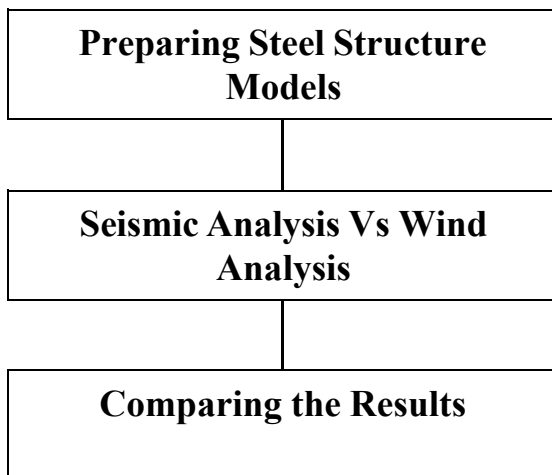 Preparing Steel Structure
Models
Seismic Analysis Vs Wind
Analysis
Comparing the Results